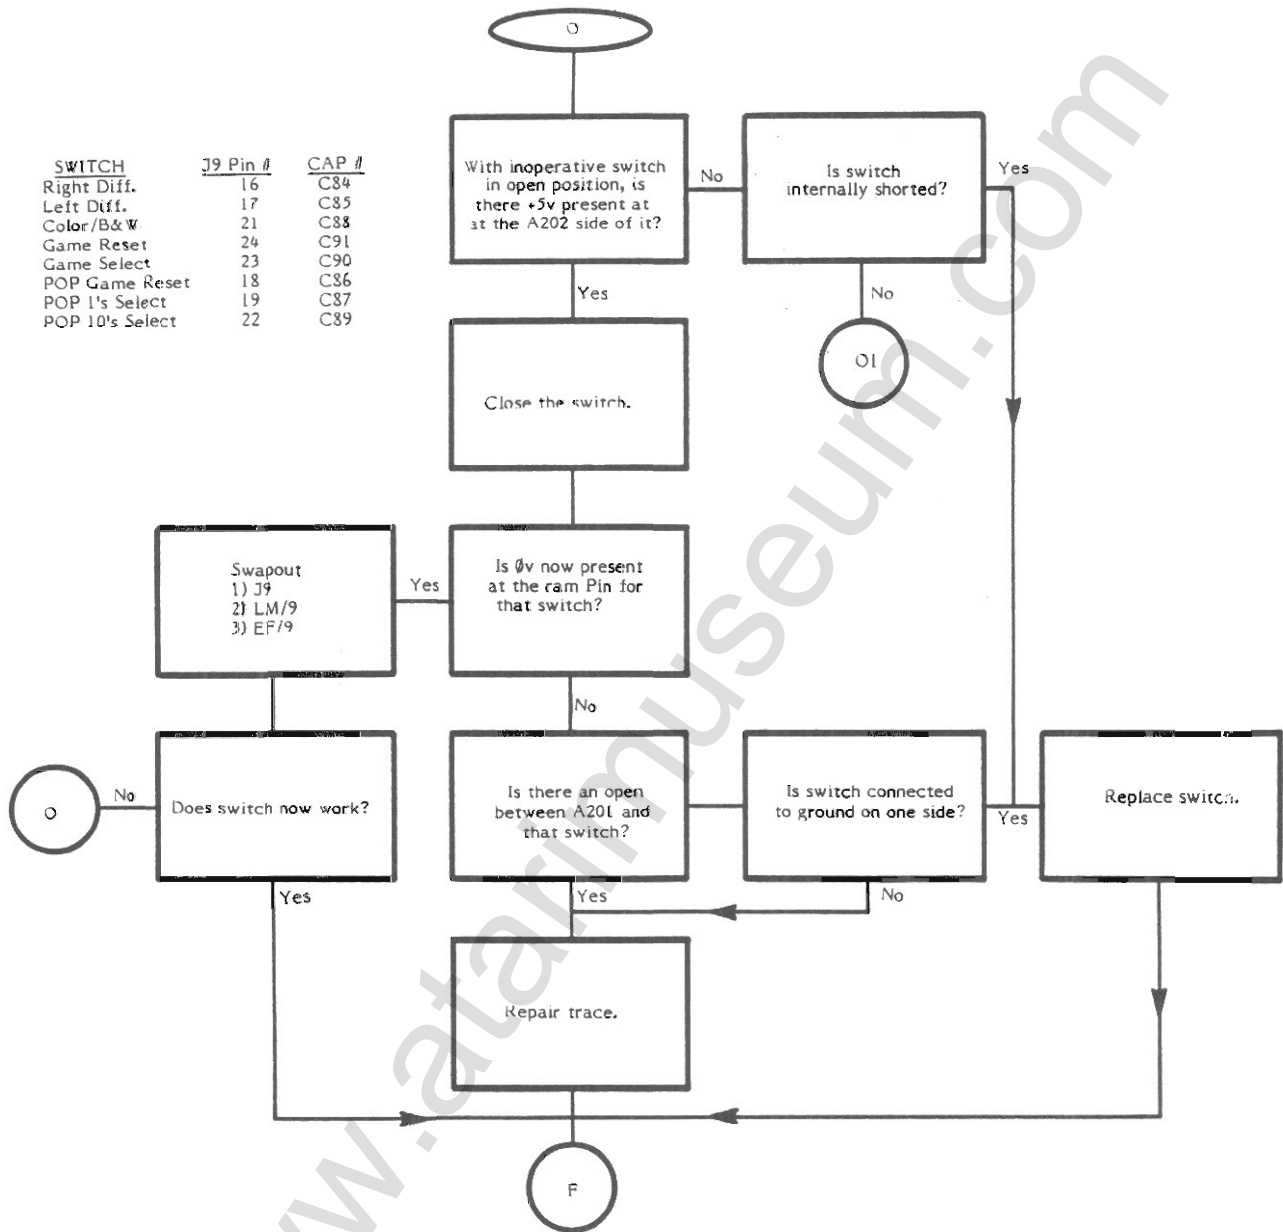 O
SWITCH J9 Pin # CAP #
Right Diff. 16 C84
Left Diff. 17 C85
Color/B&W 21 C88
Game Reset 24 C91
Game Select 23 C90
POP Game Reset 18 C86
POP 1's Select 19 C87
POP 10's Select 22 C89
With inoperative switch
in open position, is
there +5v present at
at the A202 side of it?
No
Is switch
internally shorted?
Yes
Yes
No
O1
Close the switch.
Swapout
1) J9
2) LM/9
3) EF/9
Yes
Is Øv now present
at the ram Pin for
that switch?
No
O
No
Does switch now work?
Is there an open
between A201 and
that switch?
Is switch connected
to ground on one side?
Yes
Replace switch.
Yes
Yes
No
Repair trace.
F
www.atarimuseum.com